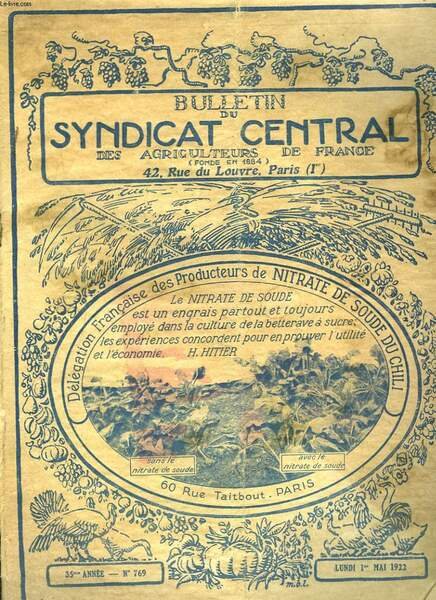 Le-livre.com
BULLETIN
DU
SYNDICAT CENTRAL
DES AGRICULTEURS DE FRANCE
(FONDÉ EN 1884)
42, Rue du Louvre, Paris (Iᵉʳ)
Délégation Française des Producteurs de NITRATE DE SOUDE DU CHILI
Le NITRATE DE SOUDE
est un engrais partout et toujours
employé dans la culture de la betterave à sucre;
les expériences concordent pour en prouver l'utilité
et l'économie. H. HITIER
sans le
nitrate de soude
avec le
nitrate de soude
60 Rue Taitbout - PARIS
35ᵐᵉ ANNÉE — N° 769
LUNDI 1ᵉʳ MAI 1922